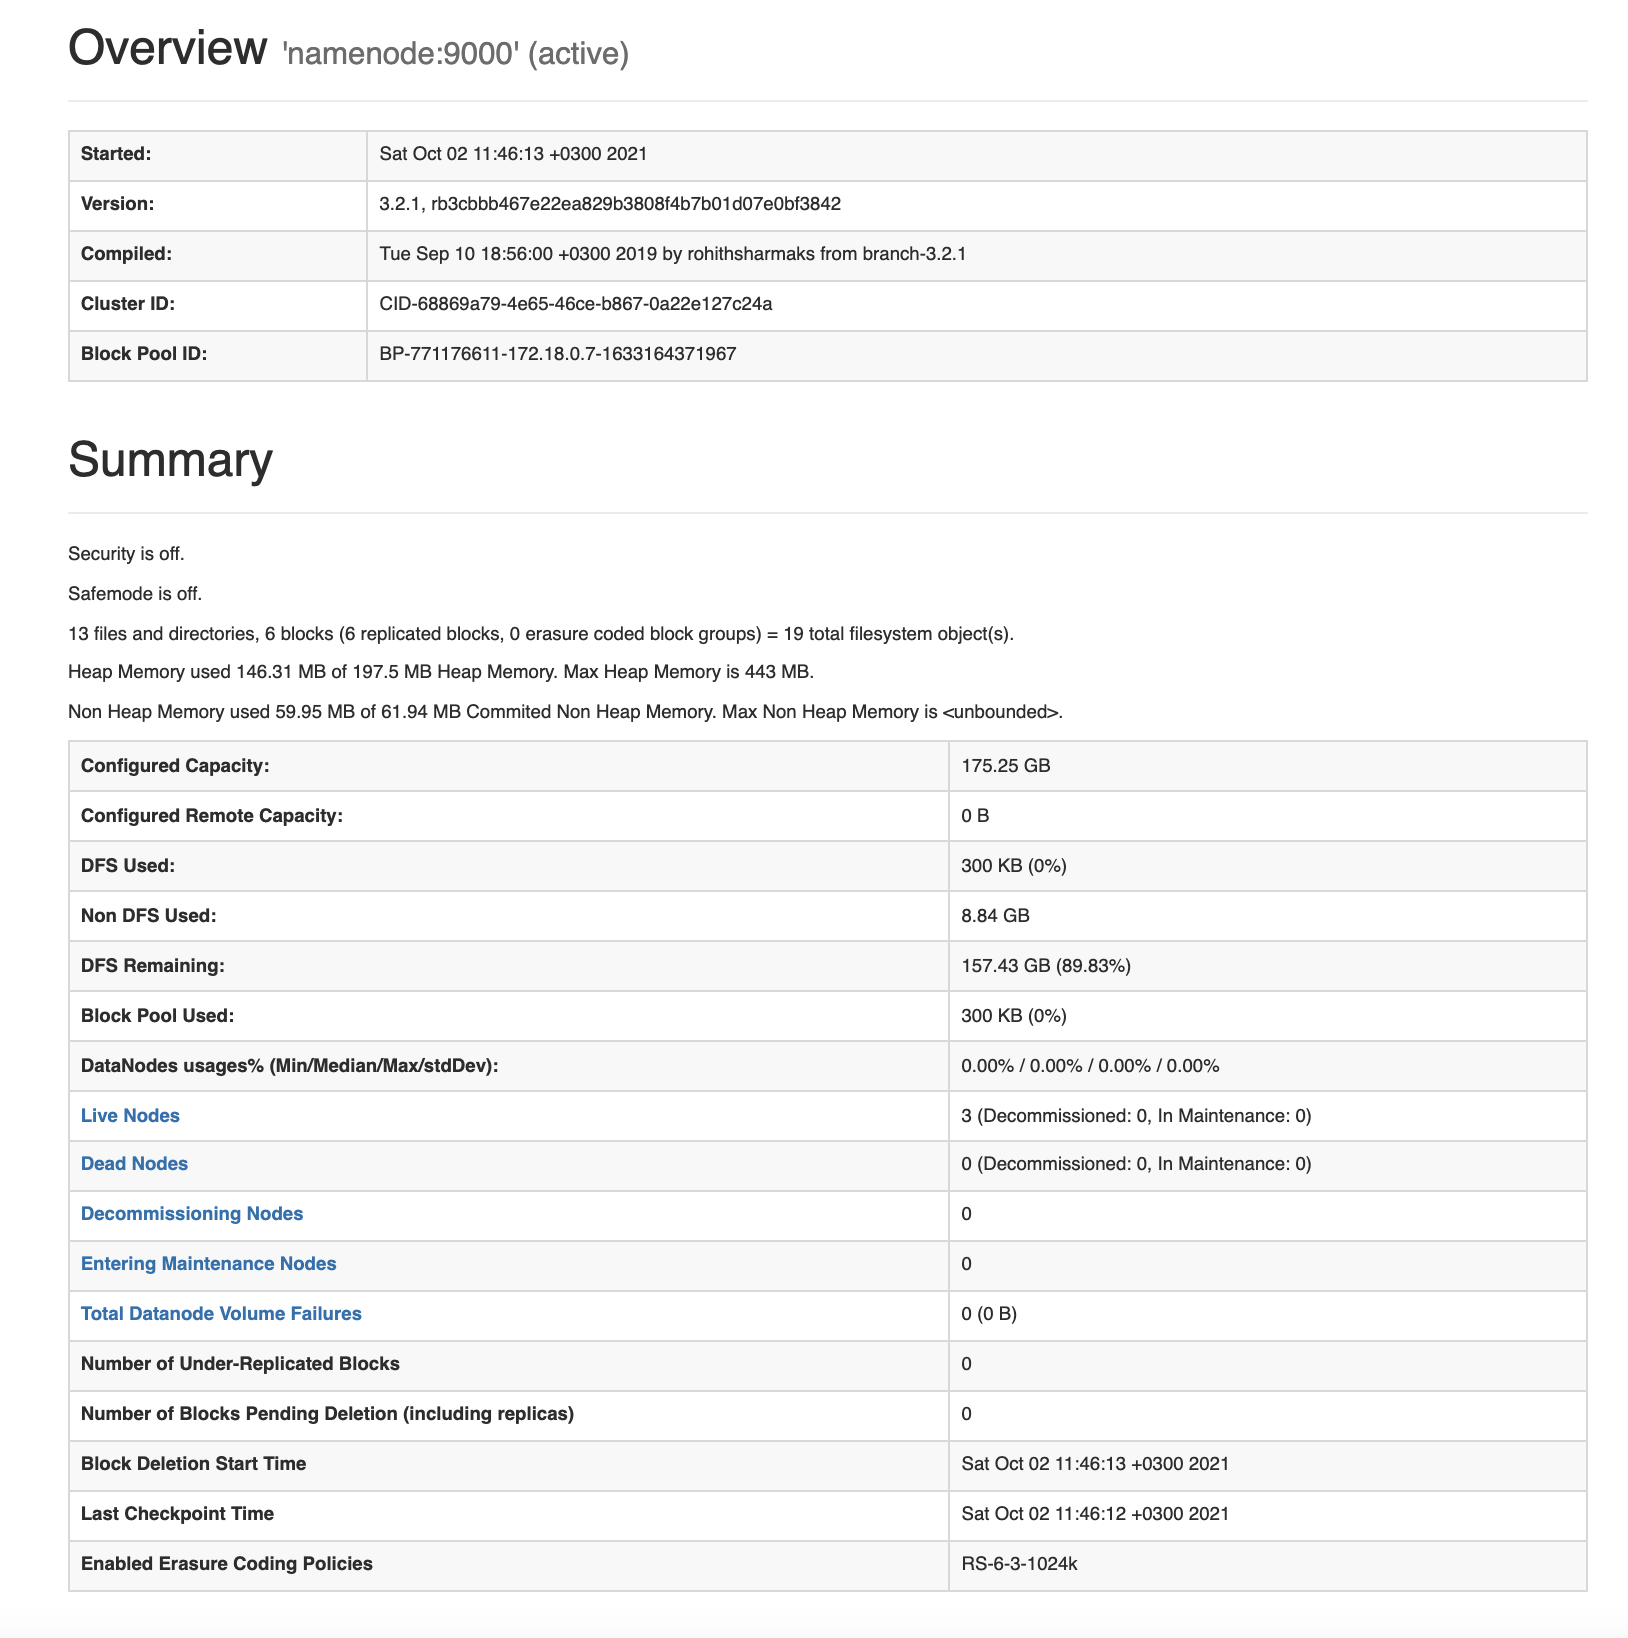 Overview 'namenode:9000' (active)
Started: Sat Oct 02 11:46:13 +0300 2021
Version: 3.2.1, rb3cbbb467e22ea829b3808f4b7b01d07e0bf3842
Compiled: Tue Sep 10 18:56:00 +0300 2019 by rohithsharmaks from branch-3.2.1
Cluster ID: CID-68869a79-4e65-46ce-b867-0a22e127c24a
Block Pool ID: BP-771176611-172.18.0.7-1633164371967
Summary
Security is off.
Safemode is off.
13 files and directories, 6 blocks (6 replicated blocks, 0 erasure coded block groups) = 19 total filesystem object(s).
Heap Memory used 146.31 MB of 197.5 MB Heap Memory. Max Heap Memory is 443 MB.
Non Heap Memory used 59.95 MB of 61.94 MB Commited Non Heap Memory. Max Non Heap Memory is <unbounded>.
Configured Capacity: 175.25 GB
Configured Remote Capacity: 0 B
DFS Used: 300 KB (0%)
Non DFS Used: 8.84 GB
DFS Remaining: 157.43 GB (89.83%)
Block Pool Used: 300 KB (0%)
DataNodes usages% (Min/Median/Max/stdDev): 0.00% / 0.00% / 0.00% / 0.00%
Live Nodes 3 (Decommissioned: 0, In Maintenance: 0)
Dead Nodes 0 (Decommissioned: 0, In Maintenance: 0)
Decommissioning Nodes 0
Entering Maintenance Nodes 0
Total Datanode Volume Failures 0 (0 B)
Number of Under-Replicated Blocks 0
Number of Blocks Pending Deletion (including replicas) 0
Block Deletion Start Time Sat Oct 02 11:46:13 +0300 2021
Last Checkpoint Time Sat Oct 02 11:46:12 +0300 2021
Enabled Erasure Coding Policies RS-6-3-1024k